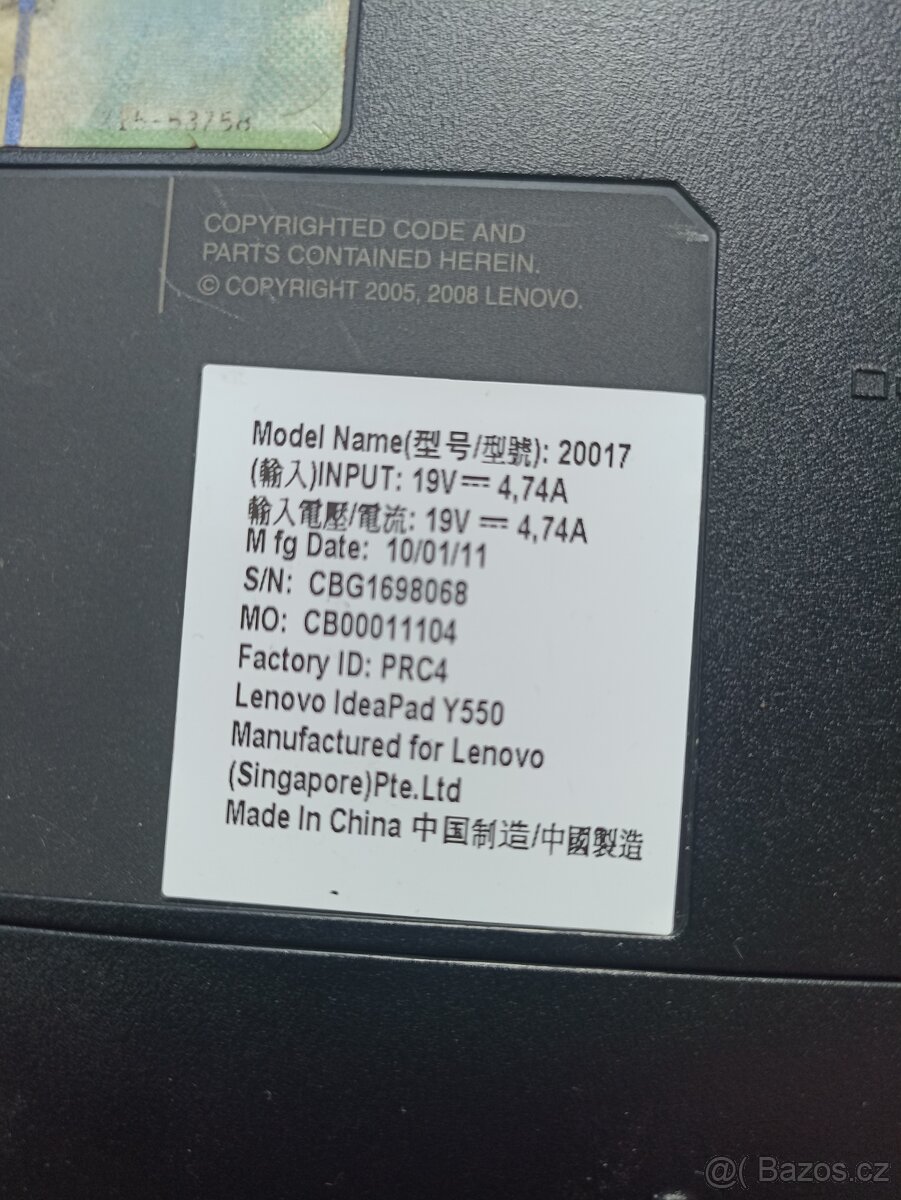 COPYRIGHTED CODE AND
PARTS CONTAINED HEREIN.
© COPYRIGHT 2005, 2008 LENOVO.
Model Name(型号/型號): 20017
(輸入)INPUT: 19V⎓ 4,74A
輸入電壓/電流: 19V ⎓ 4,74A
M fg Date: 10/01/11
S/N: CBG1698068
MO: CB00011104
Factory ID: PRC4
Lenovo IdeaPad Y550
Manufactured for Lenovo
(Singapore)Pte.Ltd
Made In China 中国制造/中國製造
@( Bazos.cz